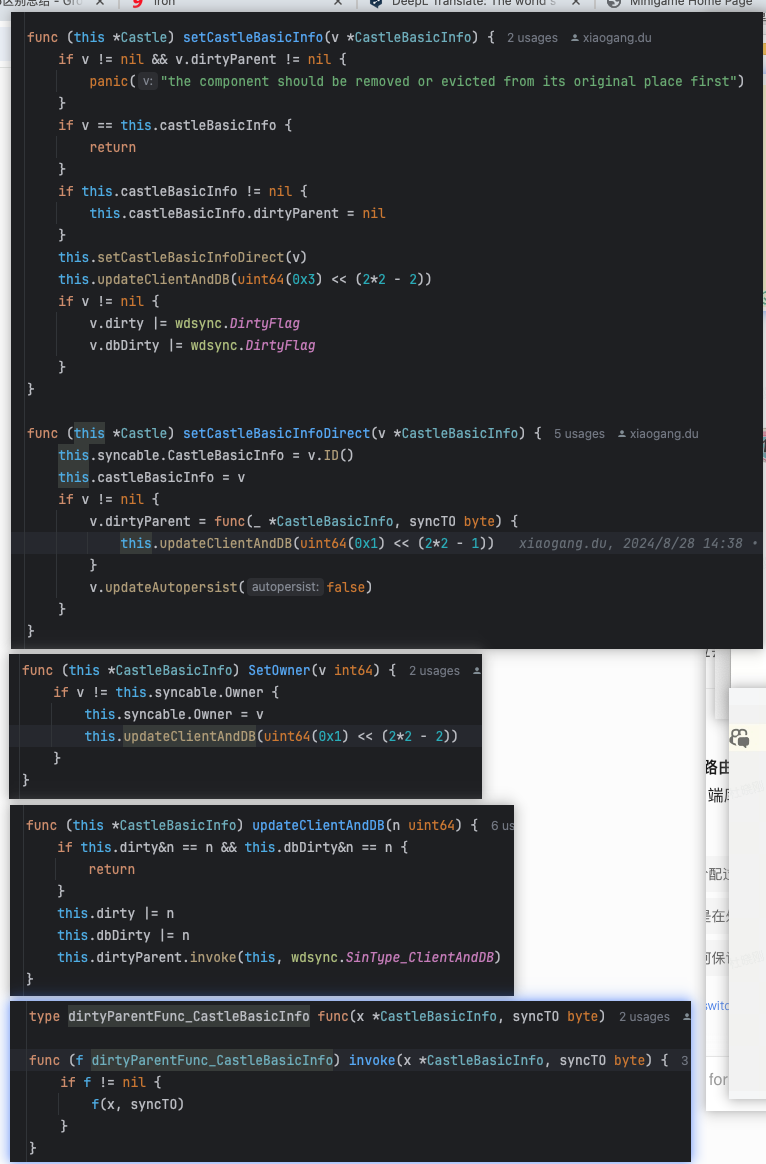 区别总结 - Gr
iron
DeepL Translate: The world's
Minigame Home Page
func (this *Castle) setCastleBasicInfo(v *CastleBasicInfo) { 2 usages xiaogang.du
if v != nil && v.dirtyParent != nil {
panic( v: "the component should be removed or evicted from its original place first")
}
if v == this.castleBasicInfo {
return
}
if this.castleBasicInfo != nil {
this.castleBasicInfo.dirtyParent = nil
}
this.setCastleBasicInfoDirect(v)
this.updateClientAndDB(uint64(0x3) << (2*2 - 2))
if v != nil {
v.dirty |= wdsync.DirtyFlag
v.dbDirty |= wdsync.DirtyFlag
}
}
func (this *Castle) setCastleBasicInfoDirect(v *CastleBasicInfo) { 5 usages xiaogang.du
this.syncable.CastleBasicInfo = v.ID()
this.castleBasicInfo = v
if v != nil {
v.dirtyParent = func(_ *CastleBasicInfo, syncTO byte) {
this.updateClientAndDB(uint64(0x1) << (2*2 - 1)) xiaogang.du, 2024/8/28 14:38 •
}
v.updateAutopersist( autopersist: false)
}
}
func (this *CastleBasicInfo) SetOwner(v int64) { 2 usages
if v != this.syncable.Owner {
this.syncable.Owner = v
this.updateClientAndDB(uint64(0x1) << (2*2 - 2))
}
}
路由
func (this *CastleBasicInfo) updateClientAndDB(n uint64) { 6 us
if this.dirty&n == n && this.dbDirty&n == n {
return
}
this.dirty |= n
this.dbDirty |= n
this.dirtyParent.invoke(this, wdsync.SinType_ClientAndDB)
}
switc
type dirtyParentFunc_CastleBasicInfo func(x *CastleBasicInfo, syncTO byte) 2 usages
func (f dirtyParentFunc_CastleBasicInfo) invoke(x *CastleBasicInfo, syncTO byte) { 3
if f != nil {
f(x, syncTO)
}
}
for